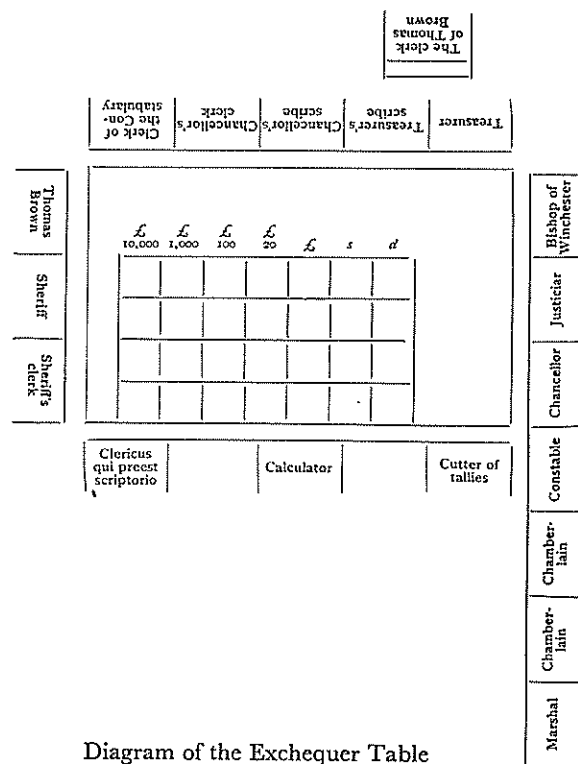 The clerk
of Thomas
Brown
Clerk of
the Con-
stabulary
Chancellor's
clerk
Chancellor's
scribe
Treasurer's
scribe
Treasurer
Thomas
Brown
Sheriff
Sheriff's
clerk
£ £ £ £ £ s d
10,000 1,000 100 20
Bishop of
Winchester
Justiciar
Chancellor
Constable
Chamber-
lain
Chamber-
lain
Marshal
Clericus
qui preest
scriptorio
Calculator
Cutter of
tallies
Diagram of the Exchequer Table